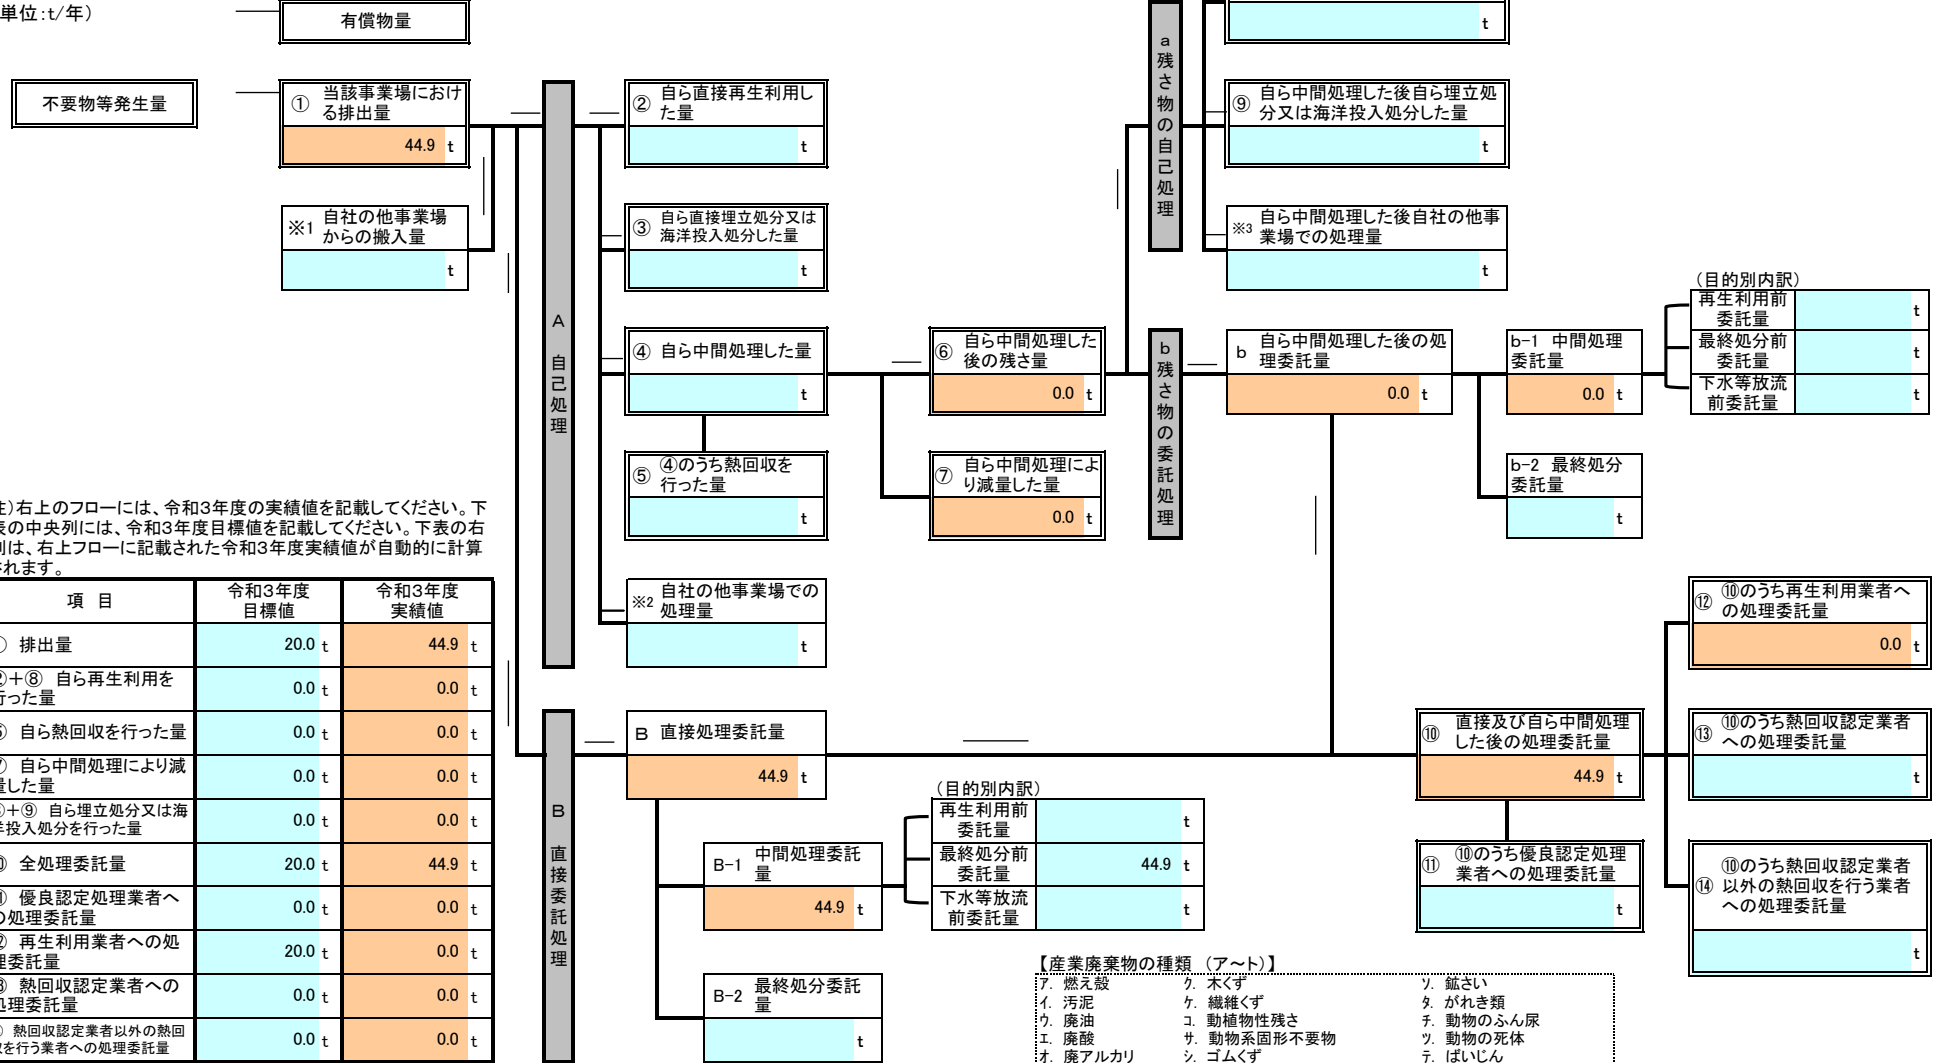 単位:t/年）
有償物量
不要物等発生量
① 当該事業場におけ
る排出量
44.9 t
※1 自社の他事業場
からの搬入量
t
A 自己処理
② 自ら直接再生利用し
た量
t
③ 自ら直接埋立処分又は
海洋投入処分した量
t
④ 自ら中間処理した量
t
⑤ ④のうち熱回収を
行った量
t
※2 自社の他事業場での
処理量
t
⑥ 自ら中間処理した
後の残さ量
0.0 t
⑦ 自ら中間処理によ
り減量した量
0.0 t
a 残さ物の自己処理
t
⑨ 自ら中間処理した後自ら埋立処
分又は海洋投入処分した量
t
※3 自ら中間処理した後自社の他事
業場での処理量
t
b 残さ物の委託処理
b 自ら中間処理した後の処
理委託量
0.0 t
b-1 中間処理
委託量
0.0 t
b-2 最終処分
委託量
t
（目的別内訳）
再生利用前
委託量
t
最終処分前
委託量
t
下水等放流
前委託量
t
注）右上のフローには、令和3年度の実績値を記載してください。下
表の中央列には、令和3年度目標値を記載してください。下表の右
列は、右上フローに記載された令和3年度実績値が自動的に計算
されます。
項 目
令和3年度
目標値
令和3年度
実績値
① 排出量 20.0 t 44.9 t
②+⑧ 自ら再生利用を
行った量 0.0 t 0.0 t
⑤ 自ら熱回収を行った量 0.0 t 0.0 t
⑦ 自ら中間処理により減
量した量 0.0 t 0.0 t
③+⑨ 自ら埋立処分又は海
洋投入処分を行った量 0.0 t 0.0 t
⑩ 全処理委託量 20.0 t 44.9 t
⑪ 優良認定処理業者へ
の処理委託量 0.0 t 0.0 t
⑫ 再生利用業者への処
理委託量 20.0 t 0.0 t
⑬ 熱回収認定業者への
処理委託量 0.0 t 0.0 t
⑭ 熱回収認定業者以外の熱回
収を行う業者への処理委託量 0.0 t 0.0 t
B 直接委託処理
B 直接処理委託量
44.9 t
B-1 中間処理委託
量
44.9 t
B-2 最終処分委託
量
t
（目的別内訳）
再生利用前
委託量
t
最終処分前
委託量
44.9 t
下水等放流
前委託量
t
⑩ 直接及び自ら中間処理
した後の処理委託量
44.9 t
⑪ ⑩のうち優良認定処理
業者への処理委託量
t
⑫ ⑩のうち再生利用業者へ
の処理委託量
0.0 t
⑬ ⑩のうち熱回収認定業者
への処理委託量
t
⑭ ⑩のうち熱回収認定業者
以外の熱回収を行う業者
への処理委託量
t
【産業廃棄物の種類 （ア～ト）】
ア. 燃え殻 ク. 木くず ソ. 鉱さい
イ. 汚泥 ケ. 繊維くず タ. がれき類
ウ. 廃油 コ. 動植物性残さ チ. 動物のふん尿
エ. 廃酸 サ. 動物系固形不要物 ツ. 動物の死体
オ. 廃アルカリ シ. ゴムくず テ. ばいじん